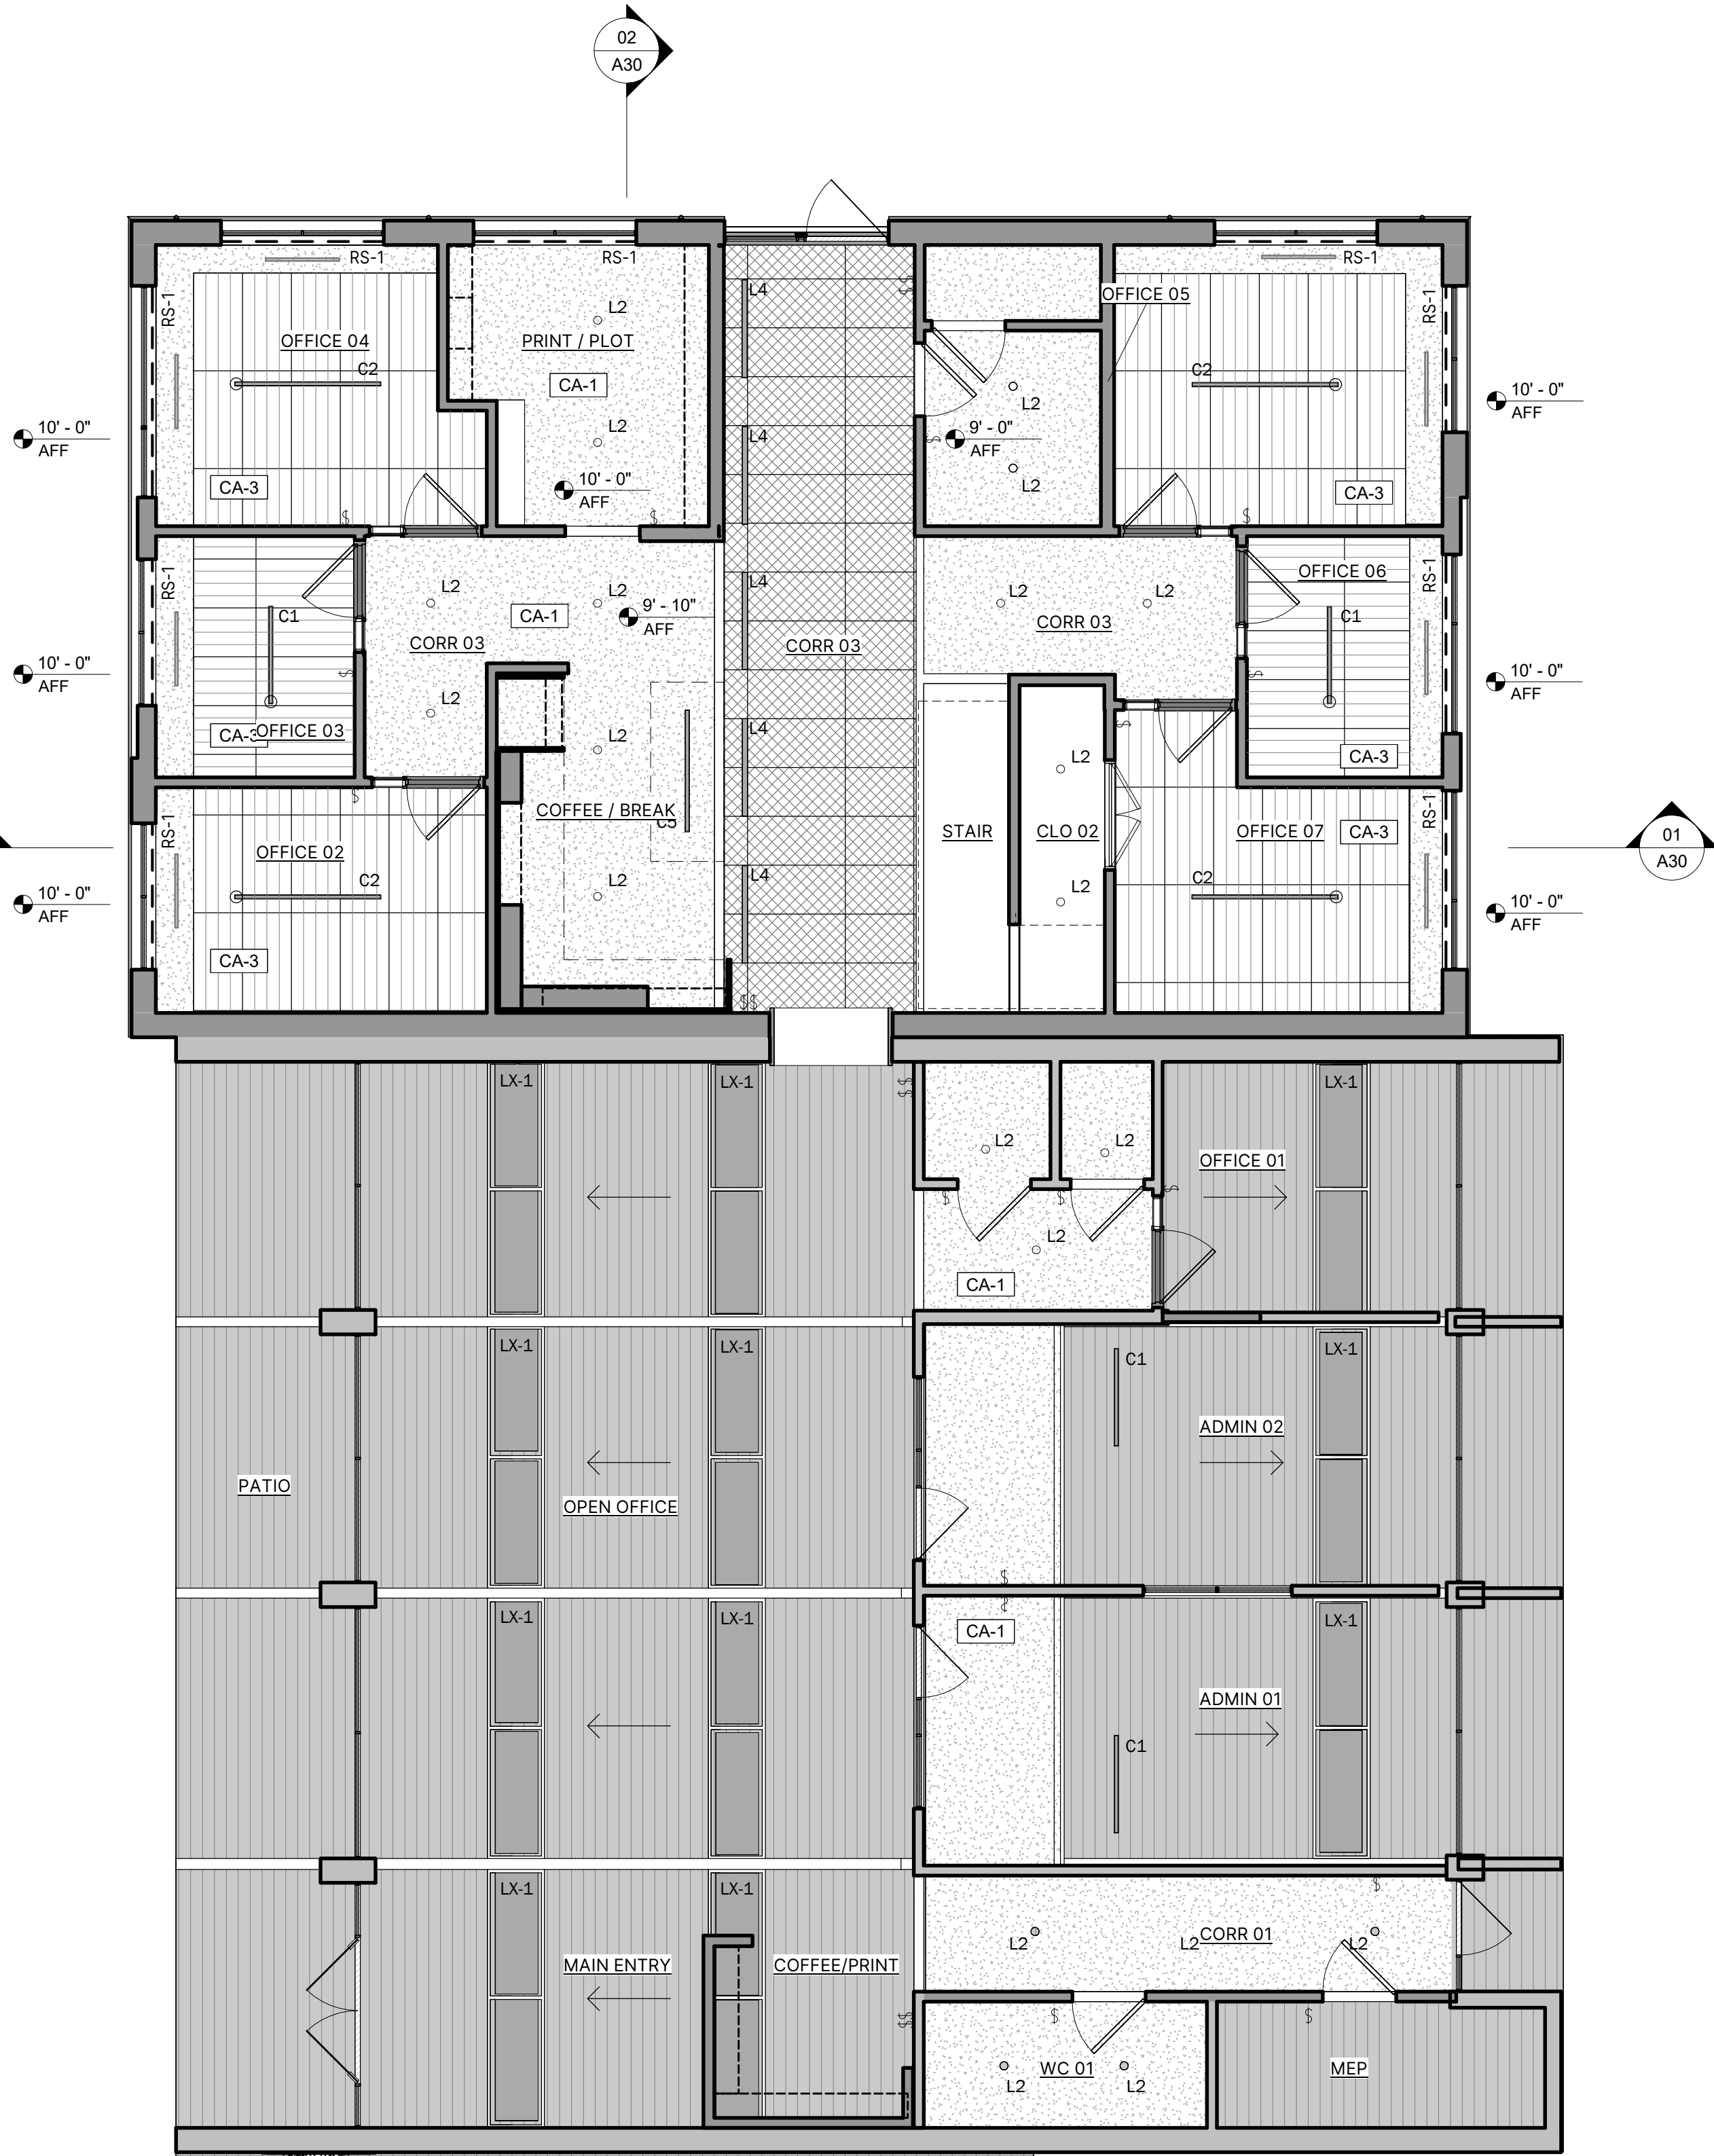 02
A30
RS-1
RS-1
RS-1
RS-1
RS-1
L4
L2
OFFICE 05
OFFICE 04
PRINT / PLOT
C2
C2
CA-1
L2
10' - 0"
AFF
L2
L4
9' - 0"
AFF
10' - 0"
AFF
CA-3
10' - 0"
AFF
L2
CA-3
RS-1
L2
L2
L4
L2
L2
OFFICE 06
RS-1
C1
CA-1
9' - 10"
AFF
CORR 03
CORR 03
CORR 03
C1
10' - 0"
AFF
L2
10' - 0"
AFF
CA-3
OFFICE 03
L2
L4
L2
CA-3
RS-1
COFFEE / BREAK
C5
RS-1
OFFICE 02
STAIR
CLO 02
OFFICE 07
CA-3
01
A30
C2
L2
L4
L2
C2
10' - 0"
AFF
10' - 0"
AFF
CA-3
LX-1
LX-1
LX-1
L2
L2
OFFICE 01
L2
CA-1
LX-1
LX-1
C1
LX-1
ADMIN 02
PATIO
OPEN OFFICE
LX-1
LX-1
CA-1
LX-1
ADMIN 01
C1
LX-1
LX-1
L2
L2
CORR 01
L2
MAIN ENTRY
COFFEE/PRINT
WC 01
MEP
L2
L2